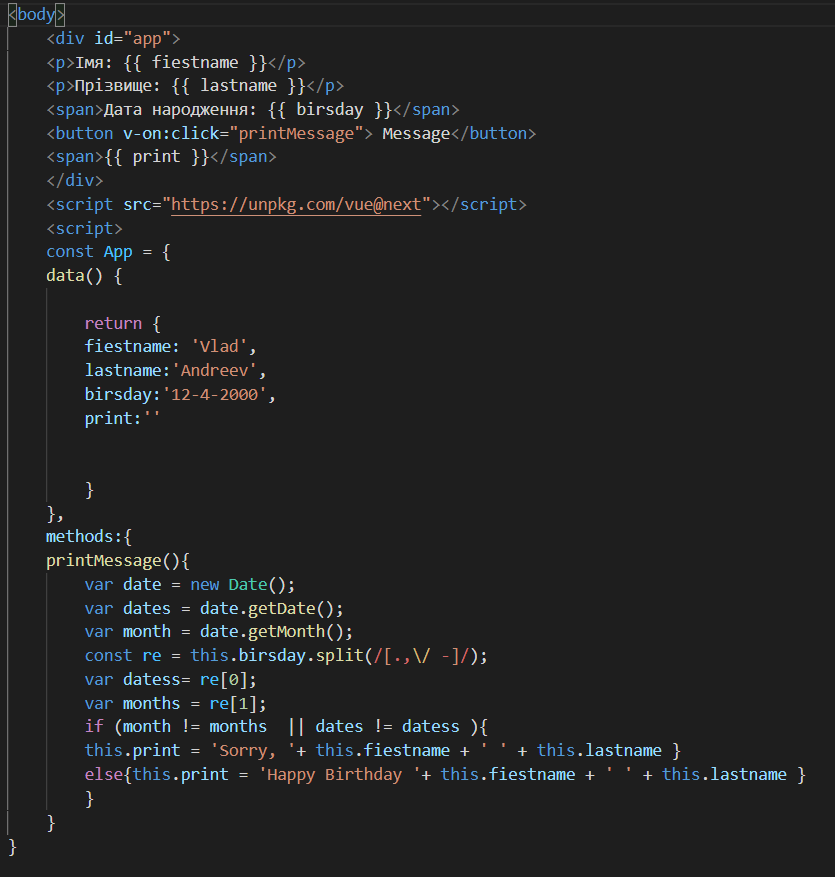 <body>
<div id="app">
<p>Імя: {{ fiestname }}</p>
<p>Прізвище: {{ lastname }}</p>
<span>Дата народження: {{ birsday }}</span>
<button v-on:click="printMessage"> Message</button>
<span>{{ print }}</span>
</div>
<script src="https://unpkg.com/vue@next"></script>
<script>
const App = {
data() {
return {
fiestname: 'Vlad',
lastname:'Andreev',
birsday:'12-4-2000',
print:''
}
},
methods:{
printMessage(){
var date = new Date();
var dates = date.getDate();
var month = date.getMonth();
const re = this.birsday.split(/[.,\/ -]/);
var datess= re[0];
var months = re[1];
if (month != months  || dates != datess ){
this.print = 'Sorry, '+ this.fiestname + ' ' + this.lastname }
else{this.print = 'Happy Birthday '+ this.fiestname + ' ' + this.lastname }
}
}
}